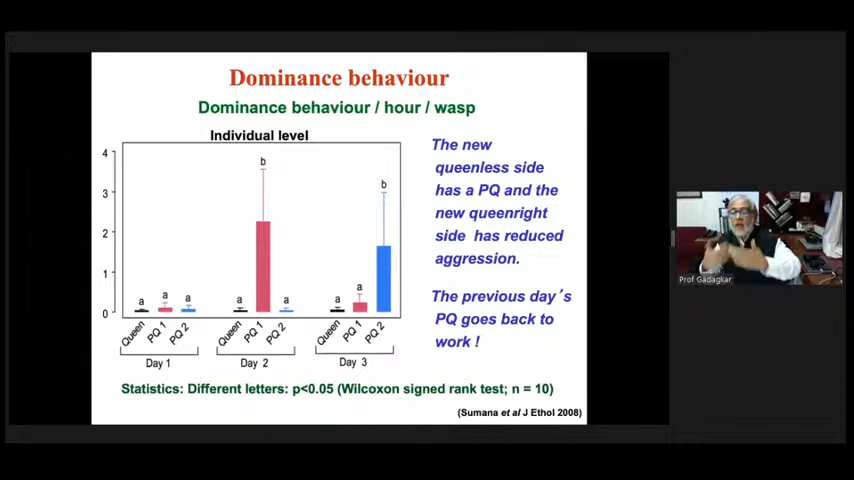 Dominance behaviour
Dominance behaviour / hour / wasp
Individual level
4
3
2
1
0
a
a
a
a
b
a
a
a
b
Queen
PQ 1
PQ 2
Queen
PQ 1
PQ 2
Queen
PQ 1
PQ 2
Day 1
Day 2
Day 3
The new
queenless side
has a PQ and the
new queenright
side has reduced
aggression.
The previous day's
PQ goes back to
work !
Statistics: Different letters: p<0.05 (Wilcoxon signed rank test; n = 10)
(Sumana et al J Ethol 2008)
Prof Gadagkar